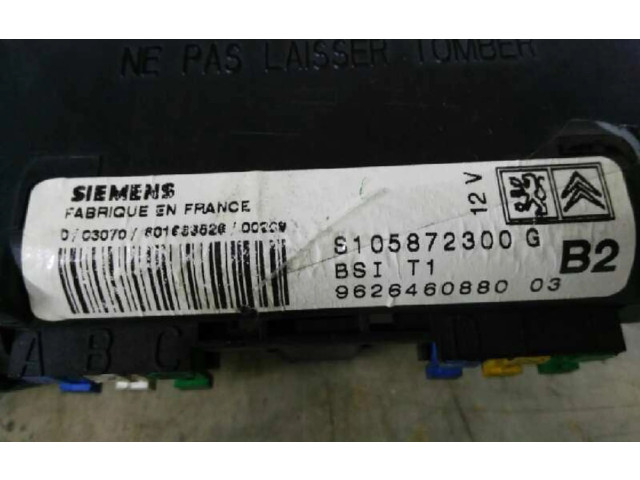 NE PAS LAISSER TOMBER
SIEMENS
FABRIQUE EN FRANCE
12 V
S105872300 G
BSI T1
B2
9626460880 03
A B C